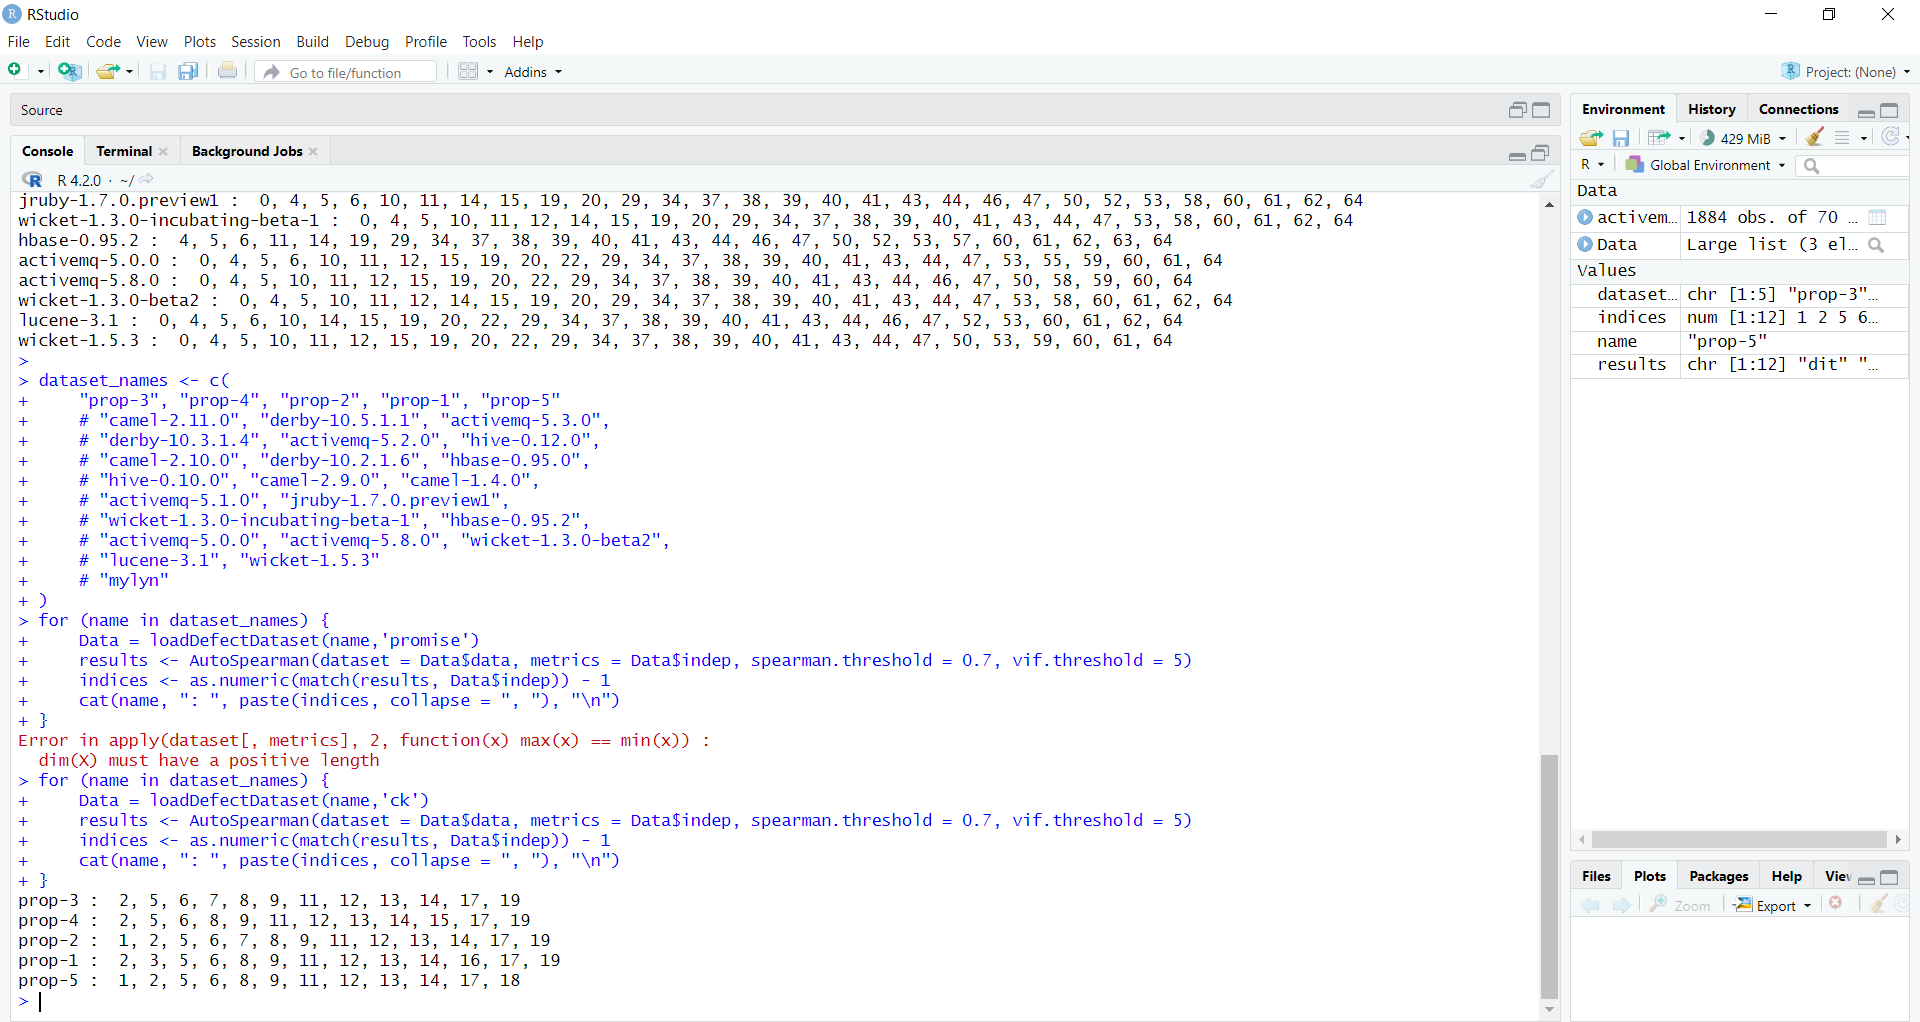 RStudio
File Edit Code View Plots Session Build Debug Profile Tools Help
Go to file/function Addins Project: (None)
Source
Console Terminal Background Jobs
R 4.2.0 · ~/
jruby-1.7.0.preview1 :  0, 4, 5, 6, 10, 11, 14, 15, 19, 20, 29, 34, 37, 38, 39, 40, 41, 43, 44, 46, 47, 50, 52, 53, 58, 60, 61, 62, 64
wicket-1.3.0-incubating-beta-1 :  0, 4, 5, 10, 11, 12, 14, 15, 19, 20, 29, 34, 37, 38, 39, 40, 41, 43, 44, 47, 53, 58, 60, 61, 62, 64
hbase-0.95.2 :  4, 5, 6, 11, 14, 19, 29, 34, 37, 38, 39, 40, 41, 43, 44, 46, 47, 50, 52, 53, 57, 60, 61, 62, 63, 64
activemq-5.0.0 :  0, 4, 5, 6, 10, 11, 12, 15, 19, 20, 22, 29, 34, 37, 38, 39, 40, 41, 43, 44, 47, 53, 55, 59, 60, 61, 64
activemq-5.8.0 :  0, 4, 5, 10, 11, 12, 15, 19, 20, 22, 29, 34, 37, 38, 39, 40, 41, 43, 44, 46, 47, 50, 58, 59, 60, 64
wicket-1.3.0-beta2 :  0, 4, 5, 10, 11, 12, 14, 15, 19, 20, 29, 34, 37, 38, 39, 40, 41, 43, 44, 47, 53, 58, 60, 61, 62, 64
lucene-3.1 :  0, 4, 5, 6, 10, 14, 15, 19, 20, 22, 29, 34, 37, 38, 39, 40, 41, 43, 44, 46, 47, 52, 53, 60, 61, 62, 64
wicket-1.5.3 :  0, 4, 5, 10, 11, 12, 15, 19, 20, 22, 29, 34, 37, 38, 39, 40, 41, 43, 44, 47, 50, 53, 59, 60, 61, 64
>
> dataset_names <- c(
+     "prop-3", "prop-4", "prop-2", "prop-1", "prop-5"
+     # "camel-2.11.0", "derby-10.5.1.1", "activemq-5.3.0",
+     # "derby-10.3.1.4", "activemq-5.2.0", "hive-0.12.0",
+     # "camel-2.10.0", "derby-10.2.1.6", "hbase-0.95.0",
+     # "hive-0.10.0", "camel-2.9.0", "camel-1.4.0",
+     # "activemq-5.1.0", "jruby-1.7.0.preview1",
+     # "wicket-1.3.0-incubating-beta-1", "hbase-0.95.2",
+     # "activemq-5.0.0", "activemq-5.8.0", "wicket-1.3.0-beta2",
+     # "lucene-3.1", "wicket-1.5.3"
+     # "mylyn"
+ )
> for (name in dataset_names) {
+     Data = loadDefectDataset(name,'promise')
+     results <- AutoSpearman(dataset = Data$data, metrics = Data$indep, spearman.threshold = 0.7, vif.threshold = 5)
+     indices <- as.numeric(match(results, Data$indep)) - 1
+     cat(name, ": ", paste(indices, collapse = ", "), "\n")
+ }
Error in apply(dataset[, metrics], 2, function(x) max(x) == min(x)) :
  dim(X) must have a positive length
> for (name in dataset_names) {
+     Data = loadDefectDataset(name,'ck')
+     results <- AutoSpearman(dataset = Data$data, metrics = Data$indep, spearman.threshold = 0.7, vif.threshold = 5)
+     indices <- as.numeric(match(results, Data$indep)) - 1
+     cat(name, ": ", paste(indices, collapse = ", "), "\n")
+ }
prop-3 :  2, 5, 6, 7, 8, 9, 11, 12, 13, 14, 17, 19
prop-4 :  2, 5, 6, 8, 9, 11, 12, 13, 14, 15, 17, 19
prop-2 :  1, 2, 5, 6, 7, 8, 9, 11, 12, 13, 14, 17, 19
prop-1 :  2, 3, 5, 6, 8, 9, 11, 12, 13, 14, 16, 17, 19
prop-5 :  1, 2, 5, 6, 8, 9, 11, 12, 13, 14, 17, 18
>
Environment History Connections
429 MiB
R Global Environment
Data
activem... 1884 obs. of 70 ...
Data Large list (3 el...
Values
dataset... chr [1:5] "prop-3"...
indices num [1:12] 1 2 5 6...
name "prop-5"
results chr [1:12] "dit" "...
Files Plots Packages Help Vie
Zoom Export